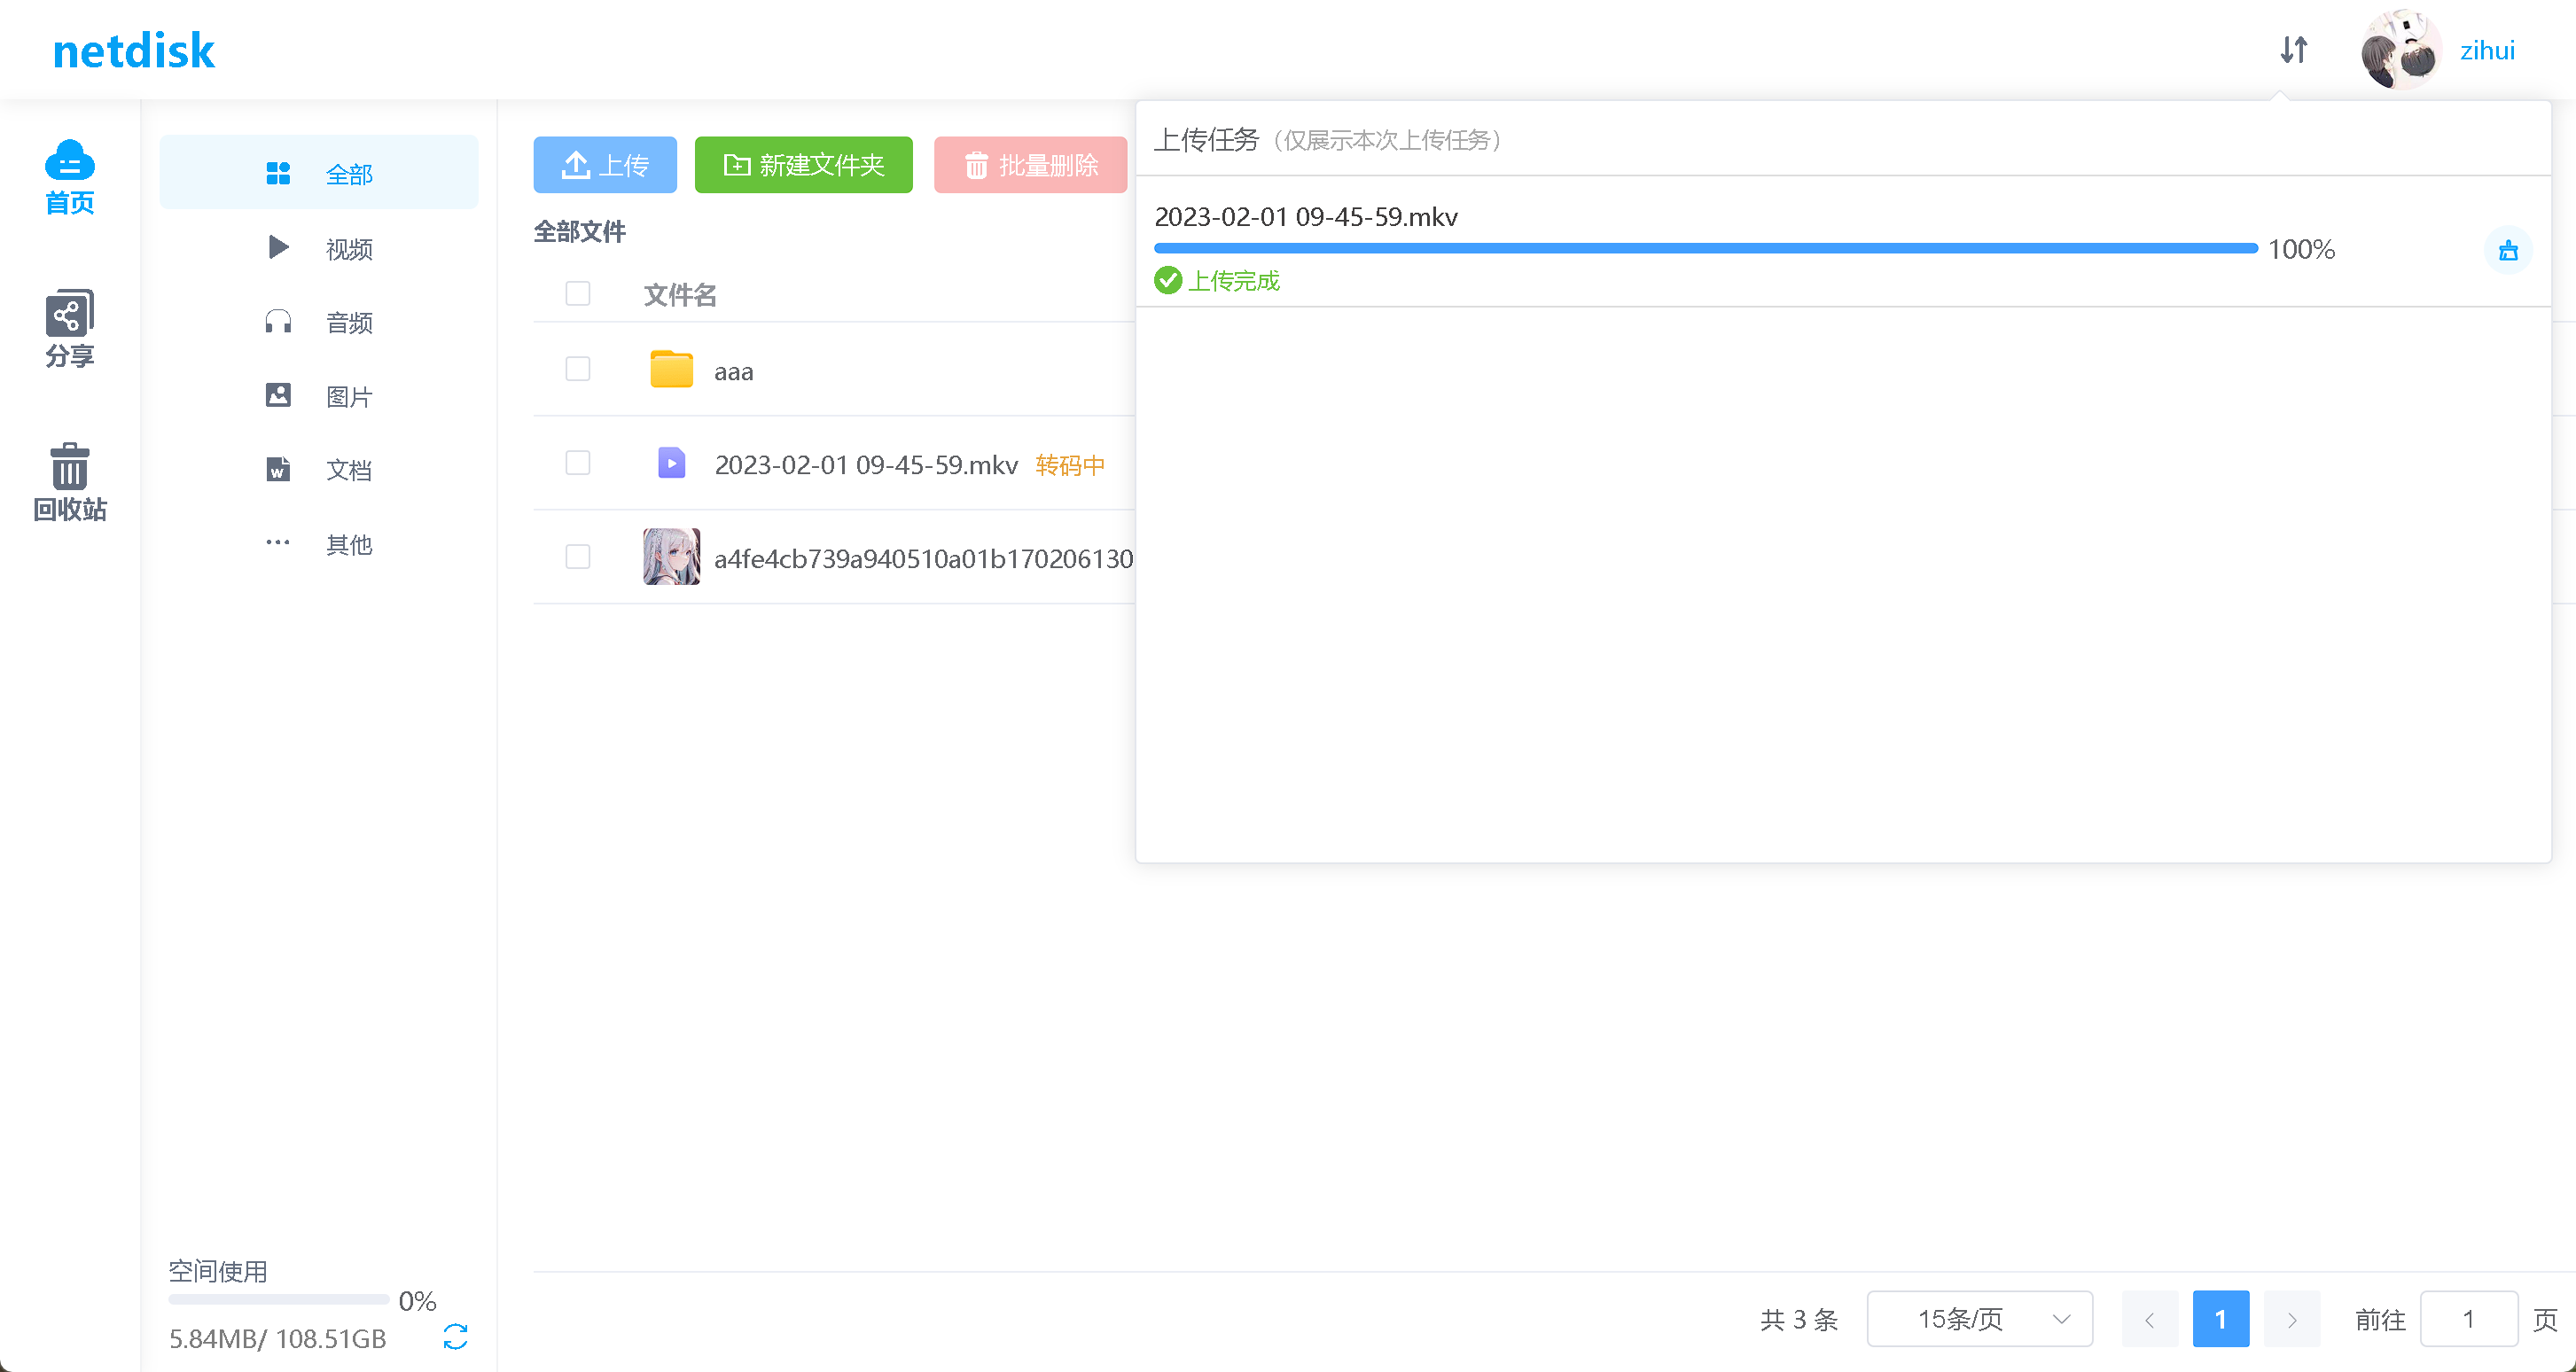 netdisk
zihui
首页
分享
回收站
全部
视频
音频
图片
文档
其他
空间使用
0%
5.84MB/ 108.51GB
上传
新建文件夹
批量删除
全部文件
文件名
aaa
2023-02-01 09-45-59.mkv 转码中
a4fe4cb739a940510a01b170206130
上传任务（仅展示本次上传任务）
2023-02-01 09-45-59.mkv
100%
上传完成
共 3 条
15条/页
1
前往 1 页